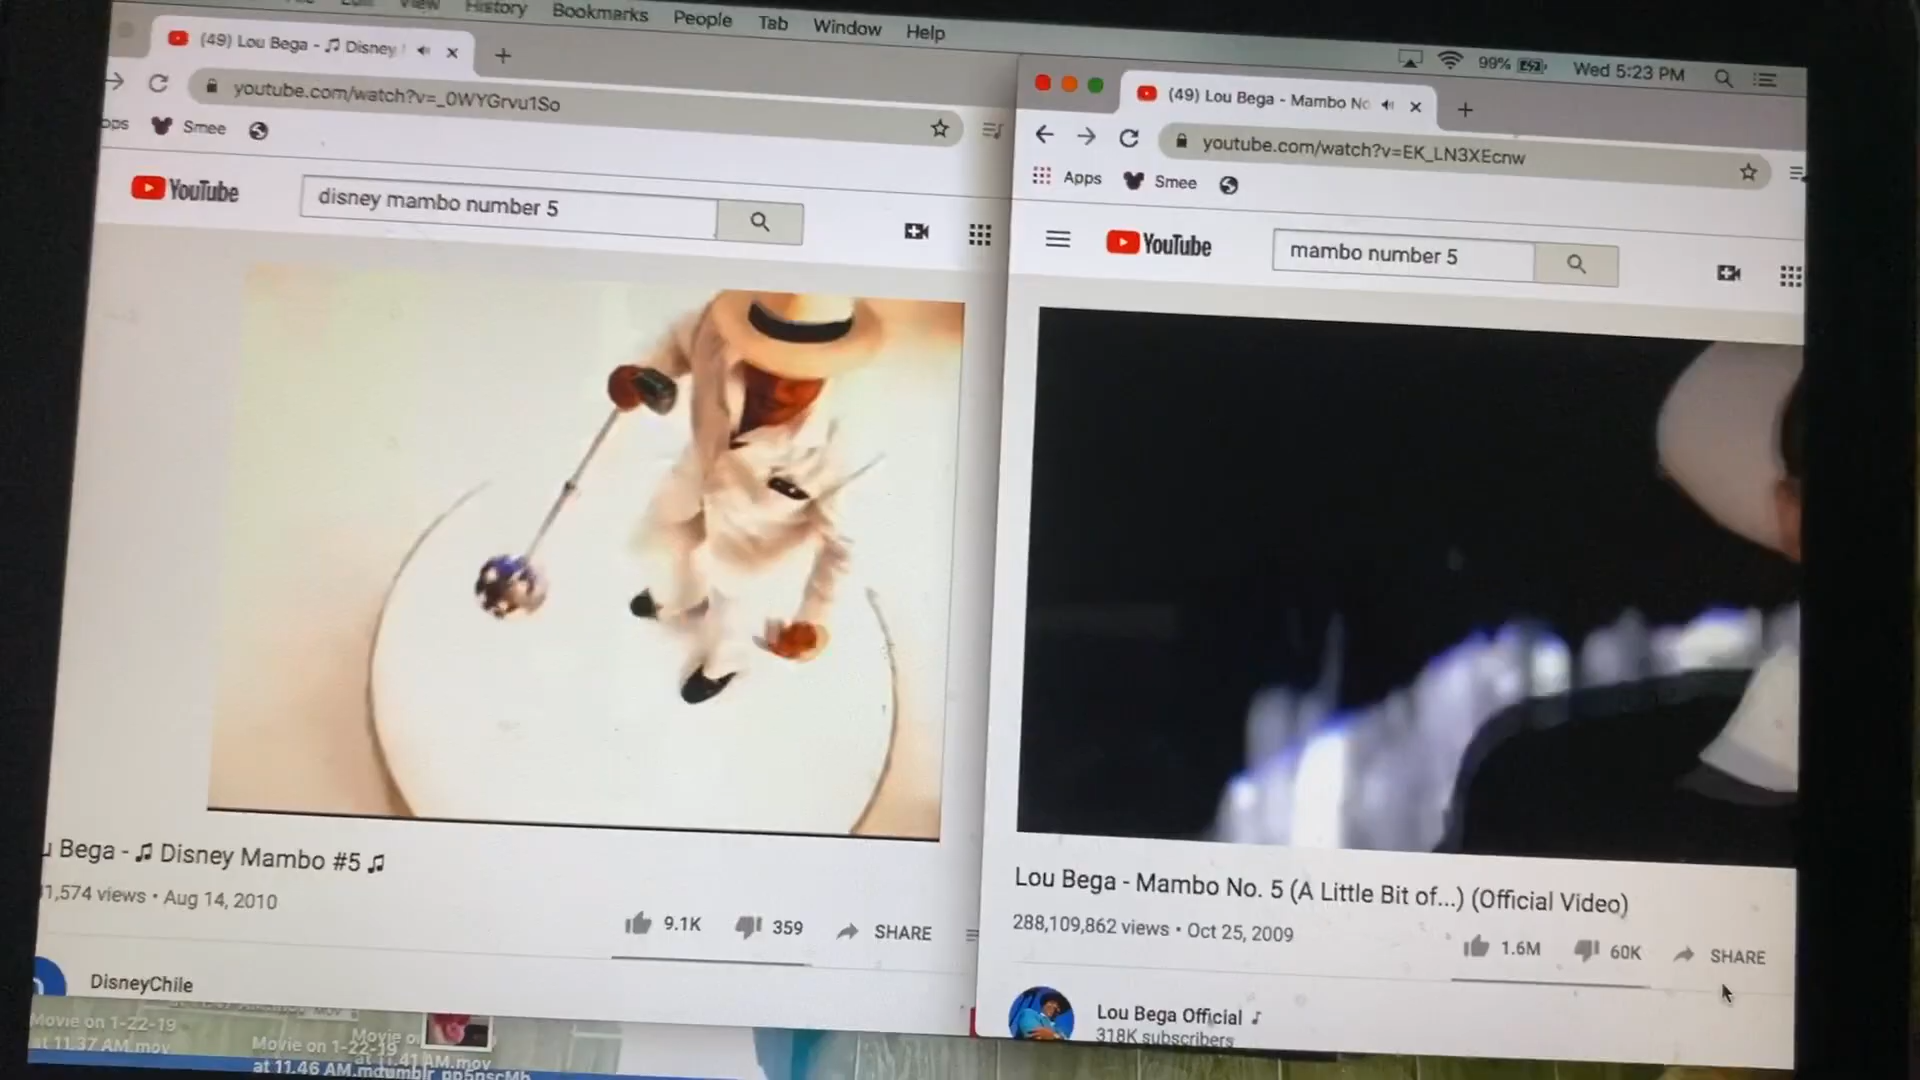 View History Bookmarks People Tab Window Help
99% Wed 5:23 PM
(49) Lou Bega - ♫ Disney
youtube.com/watch?v=_0WYGrvu1So
Smee
YouTube
disney mambo number 5
Bega - ♫ Disney Mambo #5 ♫
1,574 views • Aug 14, 2010
9.1K 359 SHARE
DisneyChile
(49) Lou Bega - Mambo No
youtube.com/watch?v=EK_LN3XEcnw
Apps Smee
YouTube
mambo number 5
Lou Bega - Mambo No. 5 (A Little Bit of...) (Official Video)
288,109,862 views • Oct 25, 2009
1.6M 60K SHARE
Lou Bega Official ♪
318K subscribers
Movie on 1-22-19
at 11.37 AM.mov
Movie on 1-22-19
at 11.46 AM.m
Movie o
at 11.41 AM.mov